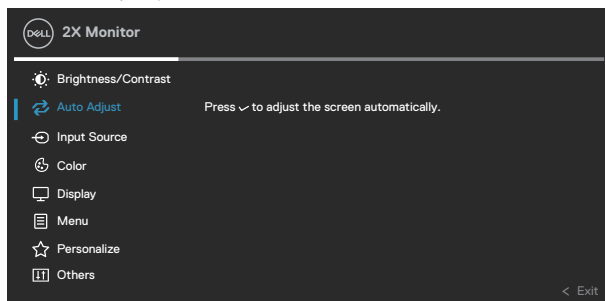 DELL 2X Monitor
Brightness/Contrast
Auto Adjust Press ✓ to adjust the screen automatically.
Input Source
Color
Display
Menu
Personalize
Others
< Exit